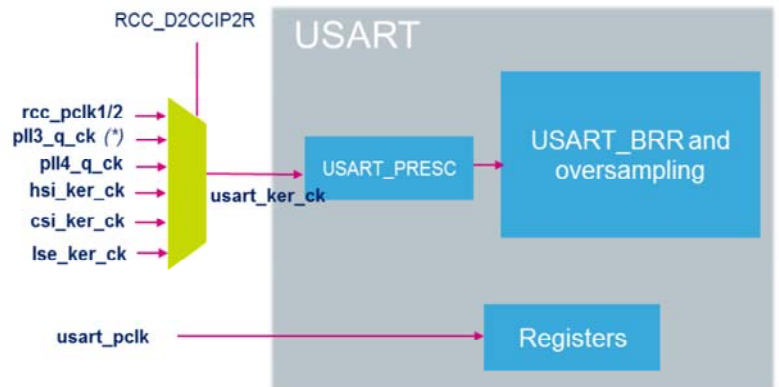 RCC_D2CCIP2R
USART
rcc_pclk1/2
pll3_q_ck (*)
pll4_q_ck
hsi_ker_ck
csi_ker_ck
lse_ker_ck
usart_ker_ck
USART_PRESC
USART_BRR and
oversampling
usart_pclk
Registers